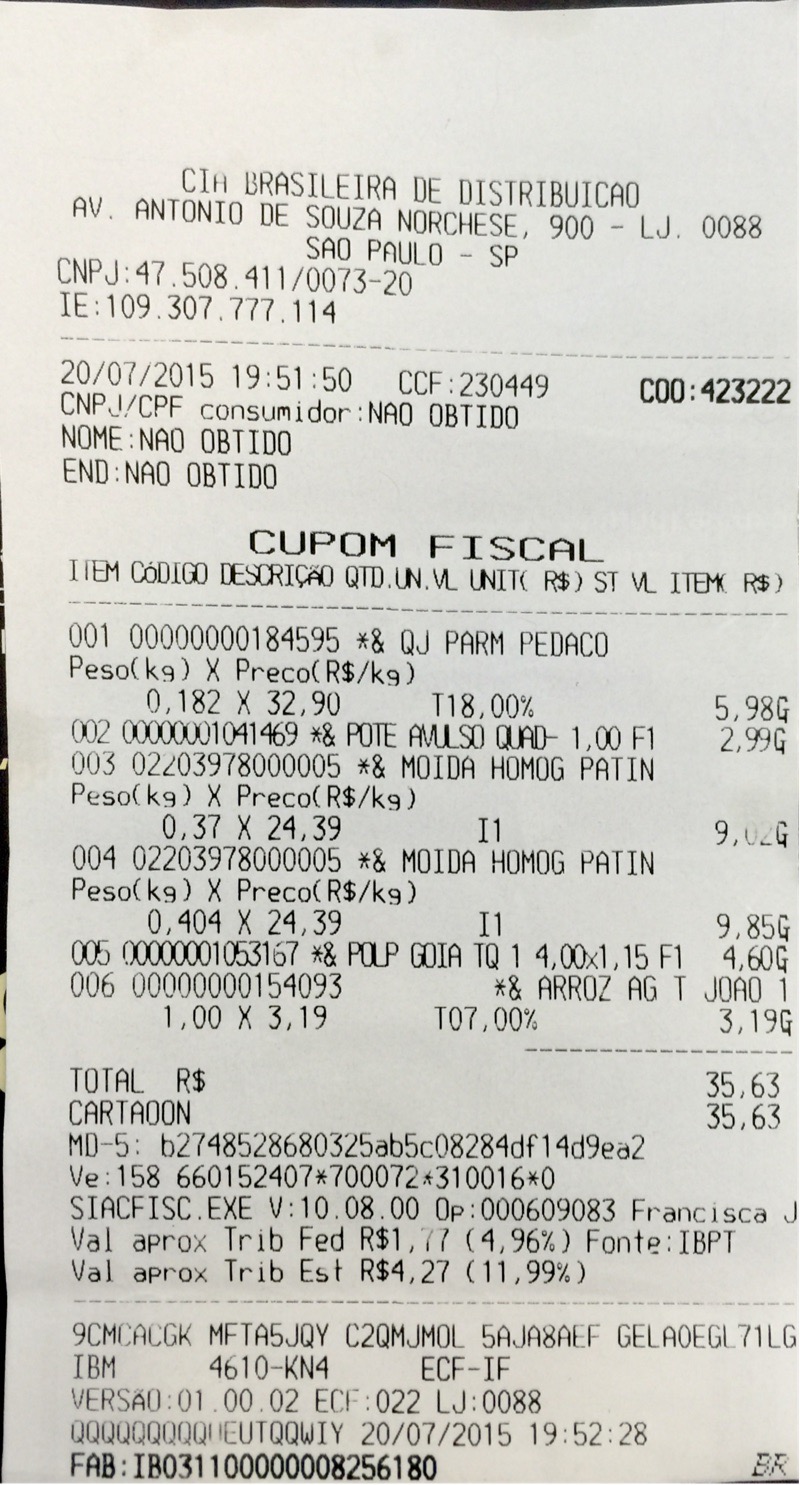 CIA BRASILEIRA DE DISTRIBUICAO
AV. ANTONIO DE SOUZA NORCHESE, 900 - LJ. 0088
SAO PAULO - SP
CNPJ:47.508.411/0073-20
IE:109.307.777.114
20/07/2015 19:51:50 CCF:230449 COO:423222
CNPJ/CPF consumidor:NAO OBTIDO
NOME:NAO OBTIDO
END:NAO OBTIDO
CUPOM FISCAL
ITEM CÓDIGO DESCRIÇÃO QTD.UN.VL UNIT( R$) ST VL ITEM( R$)
001 00000000184595 *& QJ PARM PEDACO
Peso(kg) X Preco(R$/kg)
0,182 X 32,90 T18,00% 5,98G
002 00000001041469 *& POTE AVULSO QUAD- 1,00 F1 2,99G
003 02203978000005 *& MOIDA HOMOG PATIN
Peso(kg) X Preco(R$/kg)
0,37 X 24,39 I1 9,02G
004 02203978000005 *& MOIDA HOMOG PATIN
Peso(kg) X Preco(R$/kg)
0,404 X 24,39 I1 9,85G
005 00000001053167 *& POLP GOIA TQ 1 4,00x1,15 F1 4,60G
006 00000000154093 *& ARROZ AG T JOAO 1
1,00 X 3,19 T07,00% 3,19G
TOTAL R$ 35,63
CARTAOON 35,63
MD-5: b2748528680325ab5c08284df14d9ea2
Ve:158 660152407*700072*310016*0
SIACFISC.EXE V:10.08.00 Op:000609083 Francisca J
Val aprox Trib Fed R$1,77 (4,96%) Fonte:IBPT
Val aprox Trib Est R$4,27 (11,99%)
9CMCACGK MFTA5JQY C2QMJMOL 5AJA8AEF GELAOEGL71LG
IBM 4610-KN4 ECF-IF
VERSAO:01.00.02 ECF:022 LJ:0088
20/07/2015 19:52:28
FAB:IB031100000008256180 BR